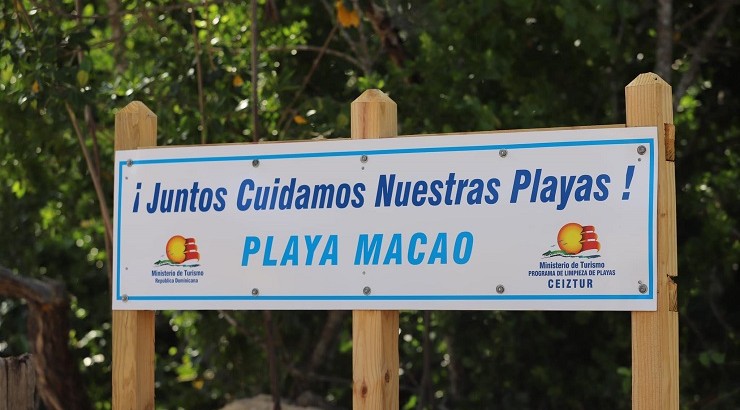 ¡Juntos Cuidamos Nuestras Playas!
PLAYA MACAO
Ministerio de Turismo
República Dominicana
Ministerio de Turismo
PROGRAMA DE LIMPIEZA DE PLAYAS
CEIZTUR